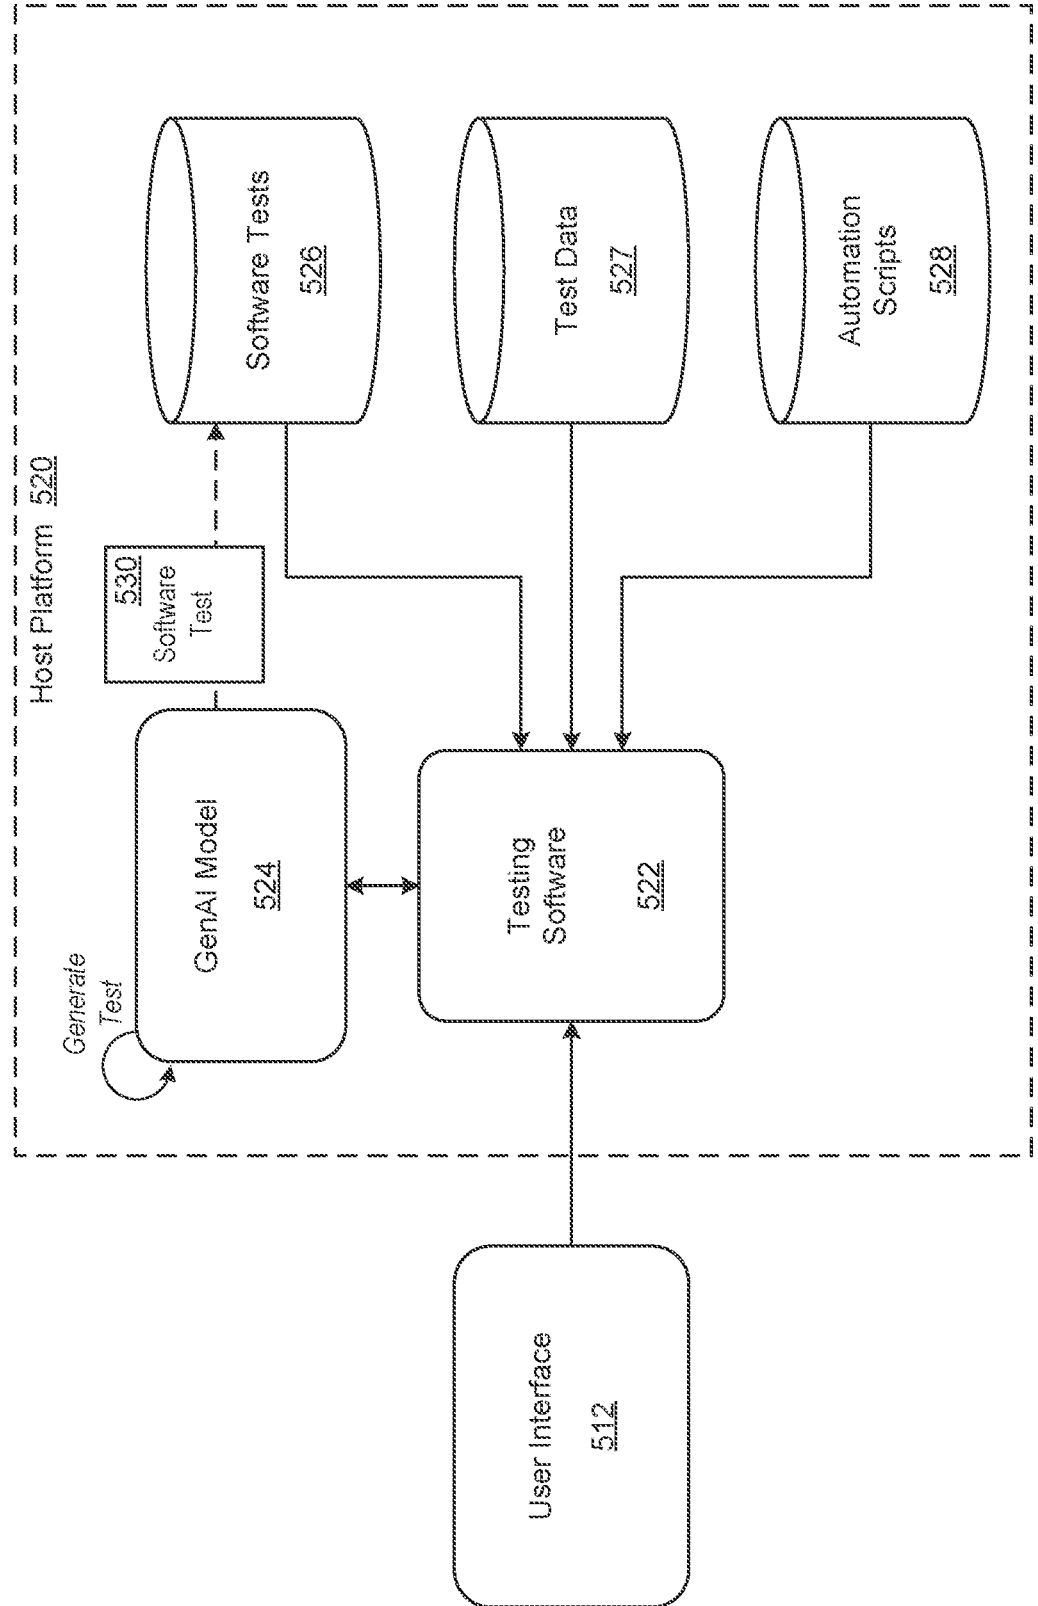 Host Platform 520
Generate
Test
GenAI Model
524
530
Software
Test
Software Tests
526
User Interface
512
Testing
Software
522
Test Data
527
Automation
Scripts
528